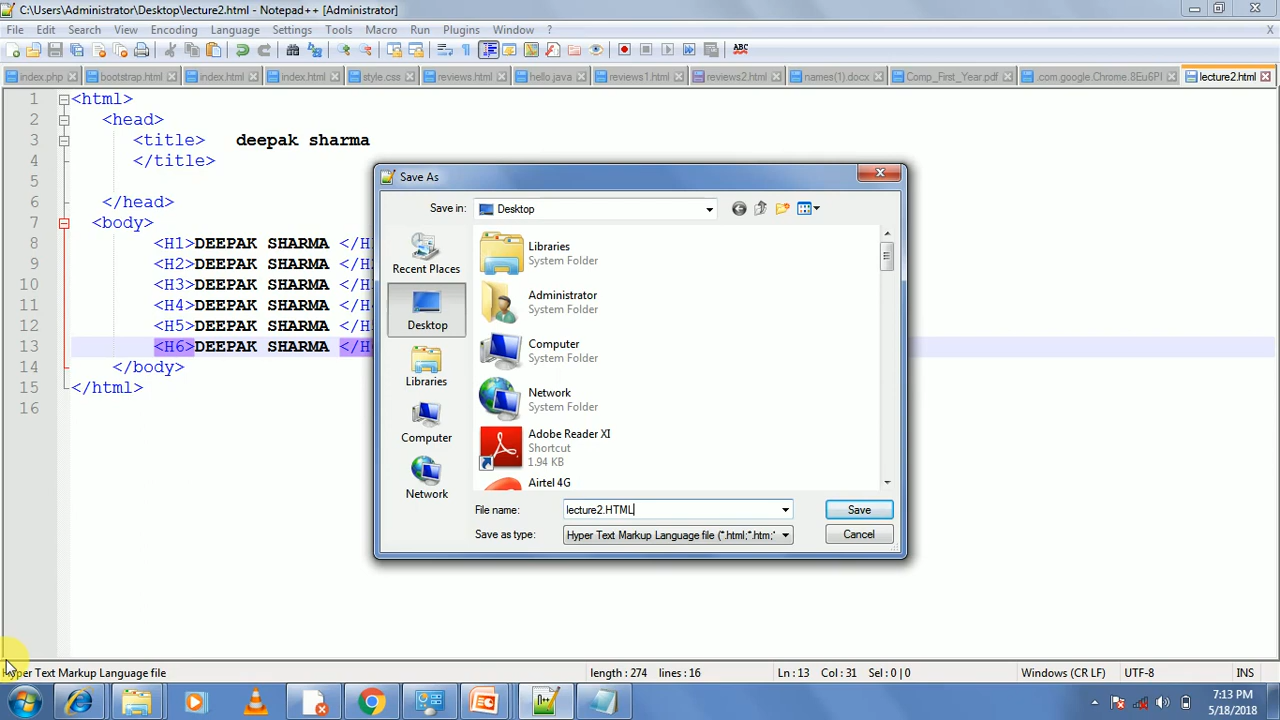 C:\Users\Administrator\Desktop\lecture2.html - Notepad++ [Administrator]
File Edit Search View Encoding Language Settings Tools Macro Run Plugins Window ? X
ABC
index.php bootstrap.html index.html index.html style.css reviews.html hello.java reviews1.html reviews2.html names(1).docx Comp_First_Year.pdf .com.google.Chrome.8Eu6PI lecture2.html
1 <html>
2 <head>
3 <title> deepak sharma
4 </title>
5
6 </head>
7 <body>
8 <H1>DEEPAK SHARMA </H
9 <H2>DEEPAK SHARMA </H
10 <H3>DEEPAK SHARMA </H
11 <H4>DEEPAK SHARMA </H
12 <H5>DEEPAK SHARMA </H
13 <H6>DEEPAK SHARMA </H
14 </body>
15 </html>
16
Save As
Save in: Desktop
Recent Places
Desktop
Libraries
Computer
Network
Libraries
System Folder
Administrator
System Folder
Computer
System Folder
Network
System Folder
Adobe Reader XI
Shortcut
1.94 KB
Airtel 4G
File name: lecture2.HTML Save
Save as type: Hyper Text Markup Language file (*.html;*.htm;* Cancel
Hyper Text Markup Language file length : 274 lines : 16 Ln : 13 Col : 31 Sel : 0 | 0 Windows (CR LF) UTF-8 INS
7:13 PM
5/18/2018